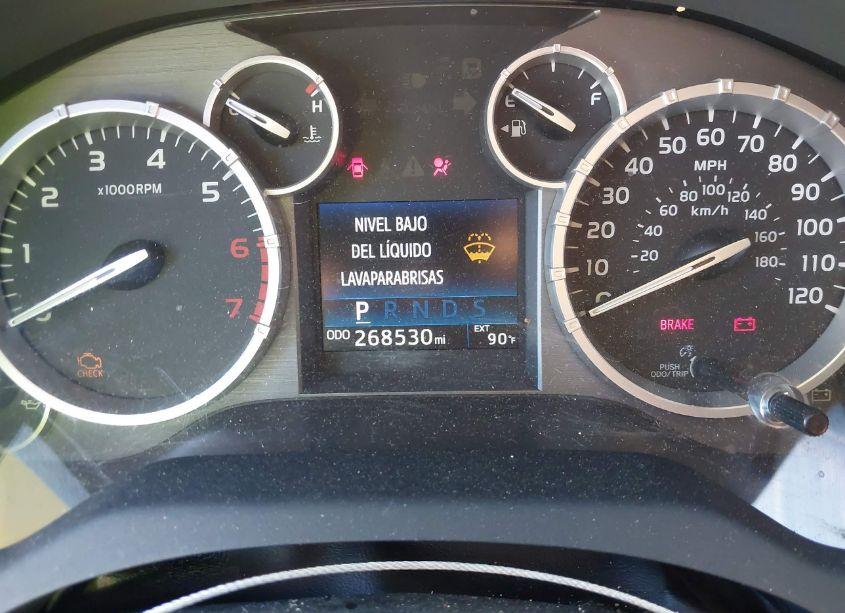 H
E
F
1
2
3
4
5
6
7
x1000RPM
CHECK
NIVEL BAJO
DEL LÍQUIDO
LAVAPARABRISAS
P R N D S
ODO 268530 mi
EXT
90°F
0
10
20
30
40
50
60
70
80
90
100
110
120
MPH
20
40
60
80
100
120
140
160
180
km/h
BRAKE
PUSH
ODO/TRIP